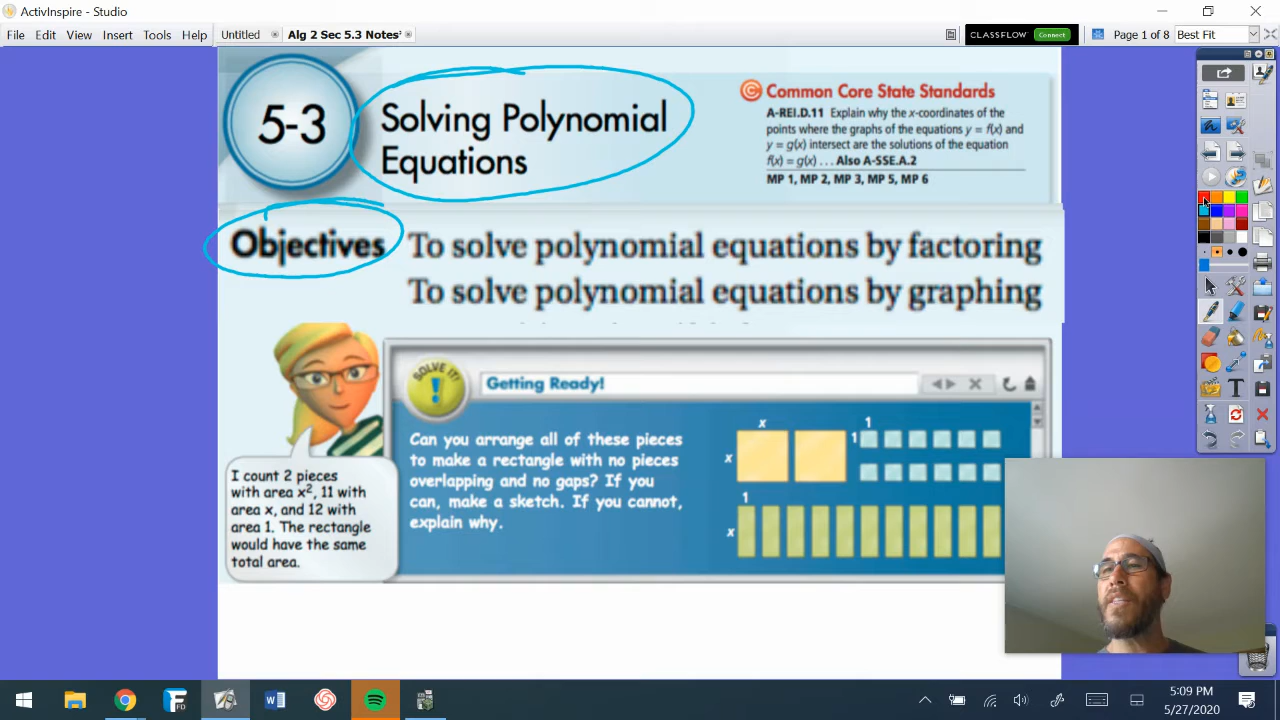 ActivInspire - Studio
File Edit View Insert Tools Help
Untitled
Alg 2 Sec 5.3 Notes*
CLASSFLOW Connect
Page 1 of 8
Best Fit
5-3
Solving Polynomial
Equations
Common Core State Standards
A-REI.D.11 Explain why the x-coordinates of the
points where the graphs of the equations y = f(x) and
y = g(x) intersect are the solutions of the equation
f(x) = g(x) . . . Also A-SSE.A.2
MP 1, MP 2, MP 3, MP 5, MP 6
Objectives To solve polynomial equations by factoring
To solve polynomial equations by graphing
SOLVE IT!
!
Getting Ready!
Can you arrange all of these pieces
to make a rectangle with no pieces
overlapping and no gaps? If you
can, make a sketch. If you cannot,
explain why.
x
x
1
1
1
x
I count 2 pieces
with area x², 11 with
area x, and 12 with
area 1. The rectangle
would have the same
total area.
T
W
FD
5:09 PM
5/27/2020